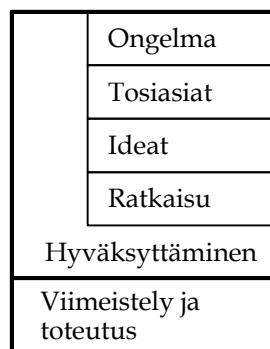 Ongelma
Tosiasiat
Ideat
Ratkaisu
Hyväksyttäminen
Viimeistely ja
toteutus